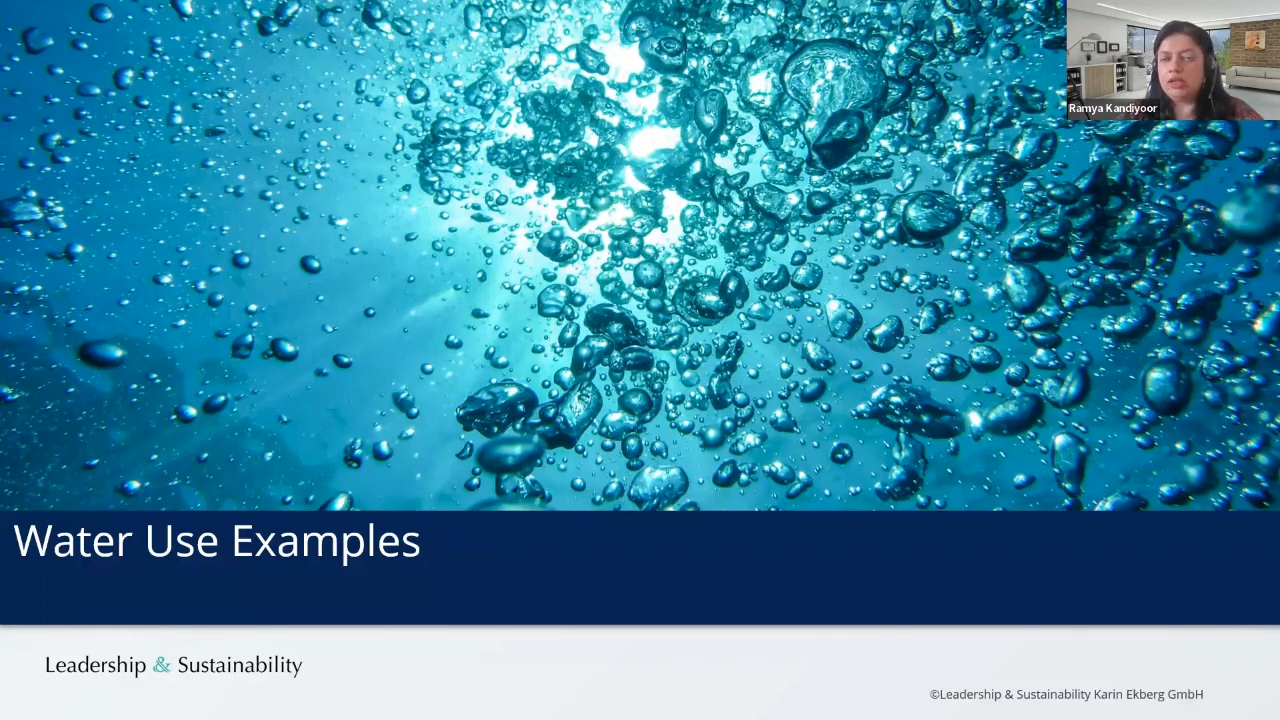 Ramya Kandiyoor
Water Use Examples
Leadership & Sustainability
©Leadership & Sustainability Karin Ekberg GmbH